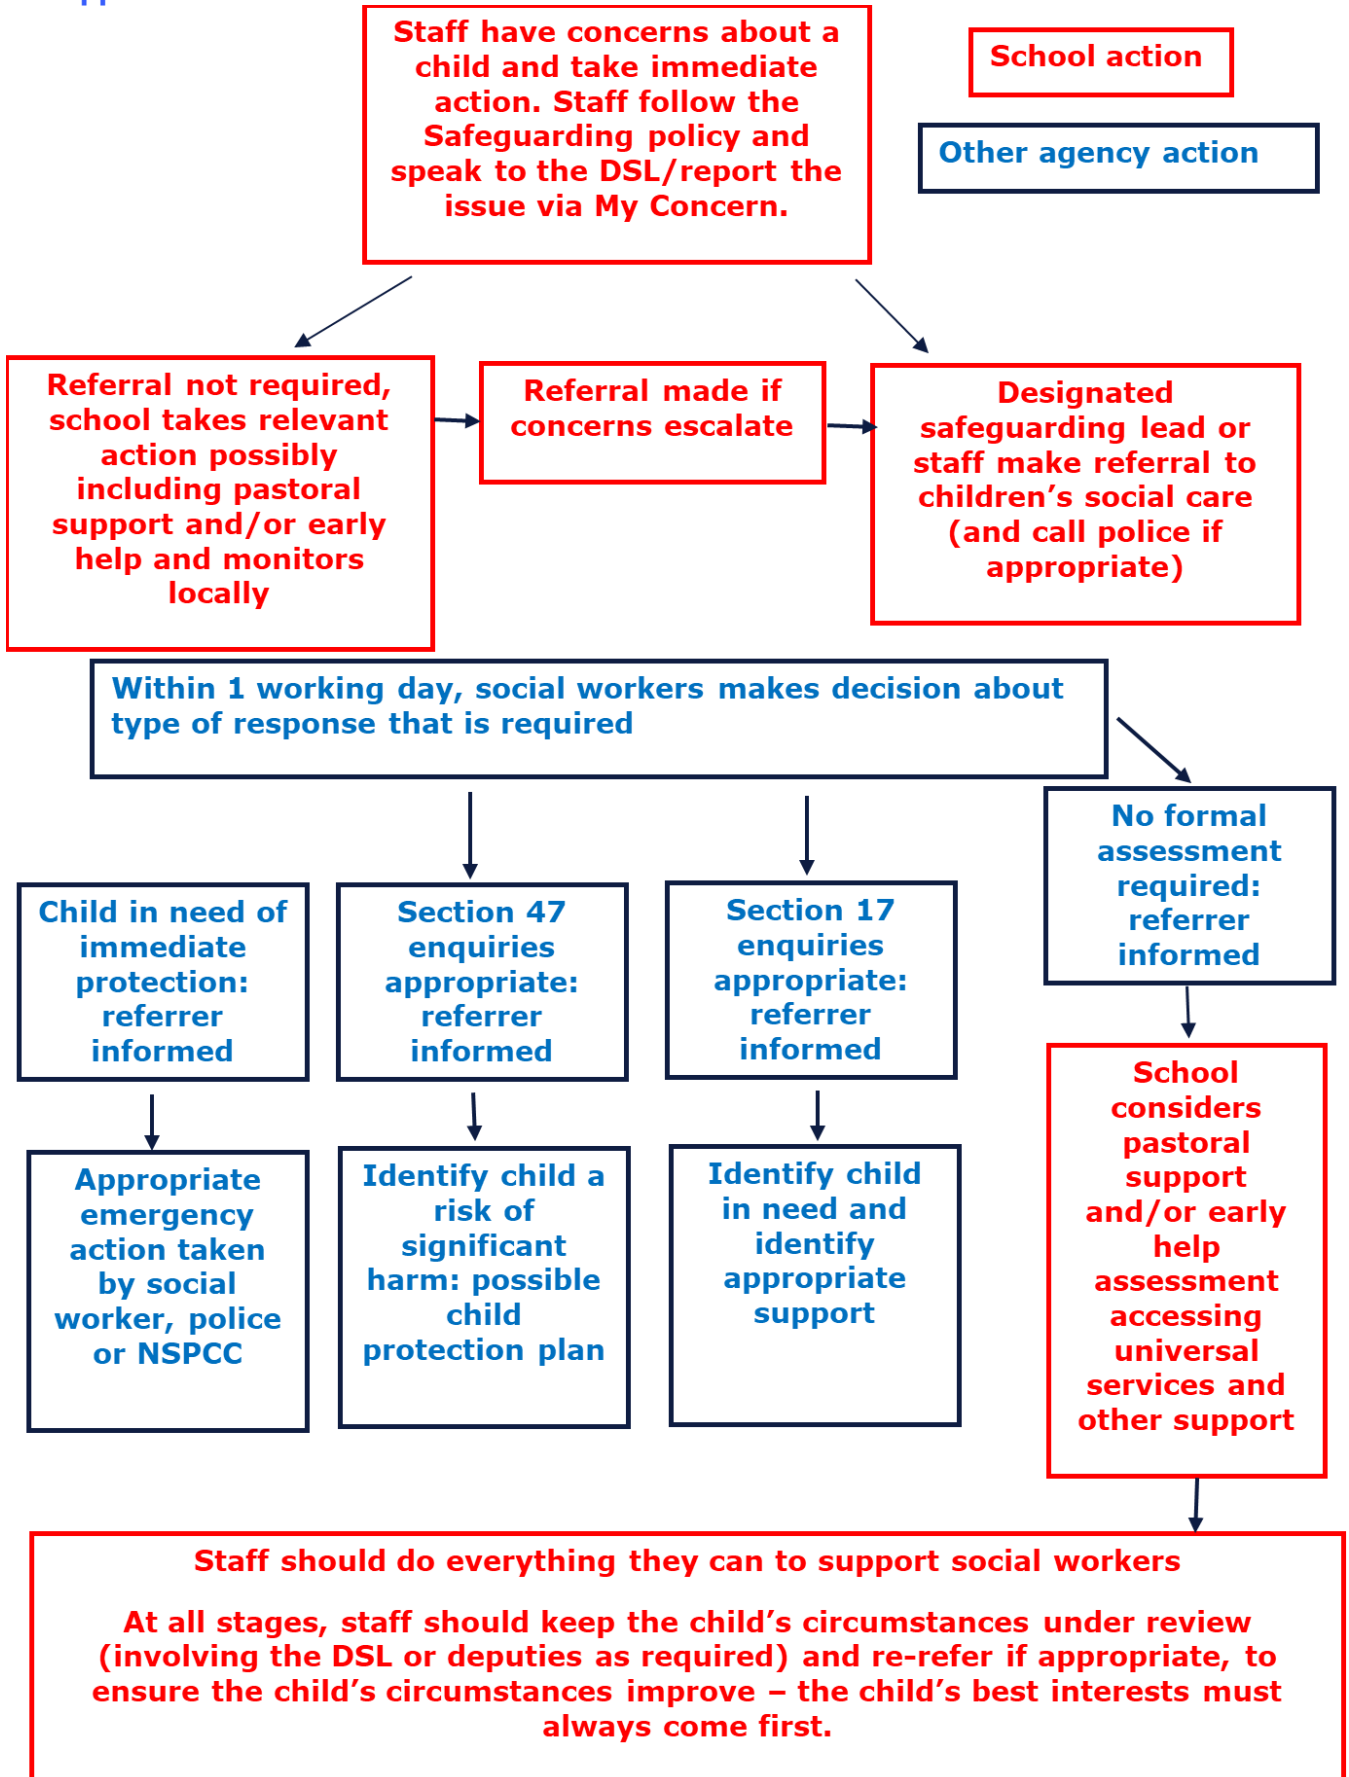 Staff have concerns about a
child and take immediate
action. Staff follow the
Safeguarding policy and
speak to the DSL/report the
issue via My Concern.
School action
Other agency action
Referral not required,
school takes relevant
action possibly
including pastoral
support and/or early
help and monitors
locally
Referral made if
concerns escalate
Designated
safeguarding lead or
staff make referral to
children’s social care
(and call police if
appropriate)
Within 1 working day, social workers makes decision about
type of response that is required
Child in need of
immediate
protection:
referrer
informed
Section 47
enquiries
appropriate:
referrer
informed
Section 17
enquiries
appropriate:
referrer
informed
No formal
assessment
required:
referrer
informed
Appropriate
emergency
action taken
by social
worker, police
or NSPCC
Identify child a
risk of
significant
harm: possible
child
protection plan
Identify child
in need and
identify
appropriate
support
School
considers
pastoral
support
and/or early
help
assessment
accessing
universal
services and
other support
Staff should do everything they can to support social workers
At all stages, staff should keep the child’s circumstances under review
(involving the DSL or deputies as required) and re-refer if appropriate, to
ensure the child’s circumstances improve – the child’s best interests must
always come first.